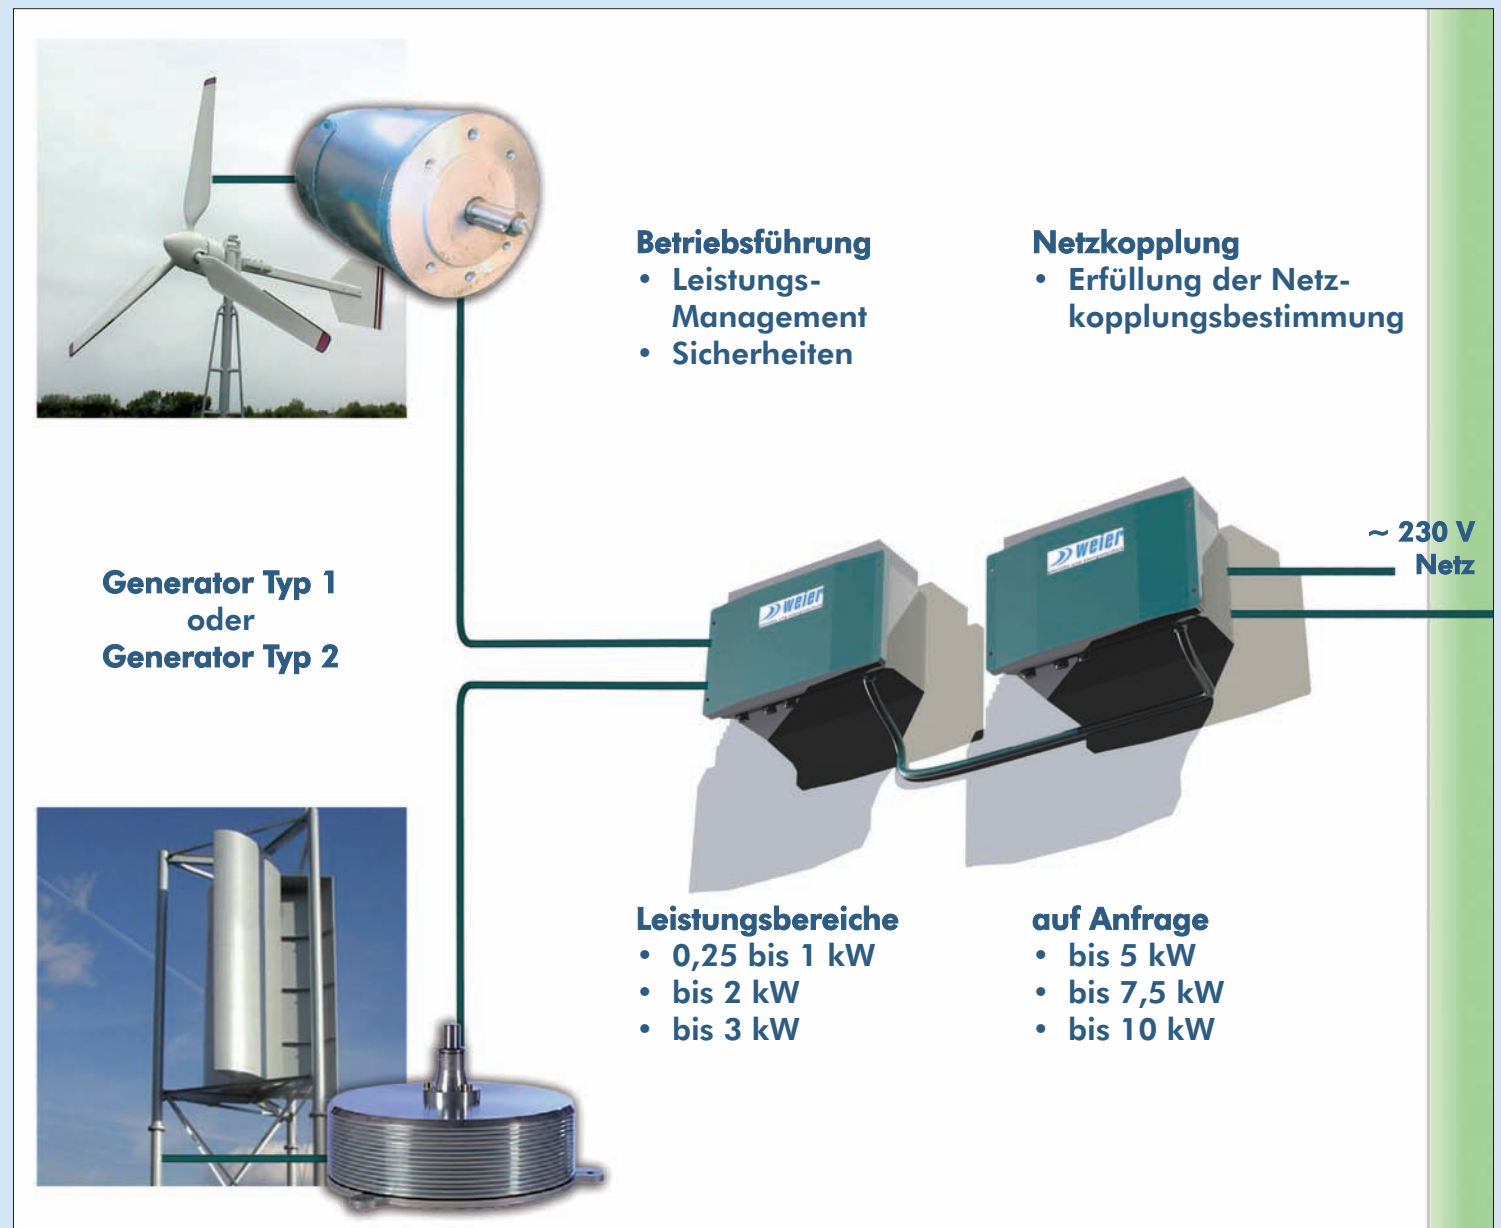 Betriebsführung
• Leistungs-
Management
• Sicherheiten
Netzkopplung
• Erfüllung der Netz-
kopplungsbestimmung
~ 230 V
Netz
Generator Typ 1
oder
Generator Typ 2
weier
weier
Leistungsbereiche
• 0,25 bis 1 kW
• bis 2 kW
• bis 3 kW
auf Anfrage
• bis 5 kW
• bis 7,5 kW
• bis 10 kW